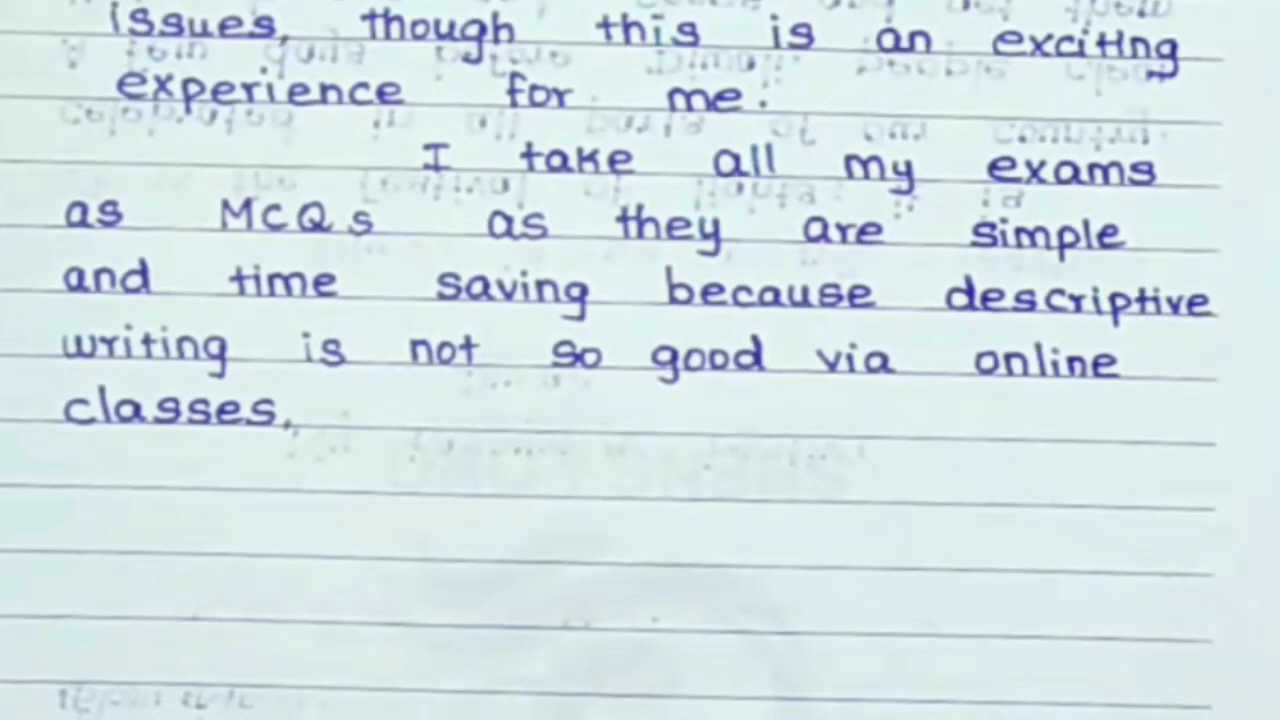 issues, though this is an exciting
experience for me.
I take all my exams
as MCQs as they are simple
and time saving because descriptive
writing is not so good via online
classes.